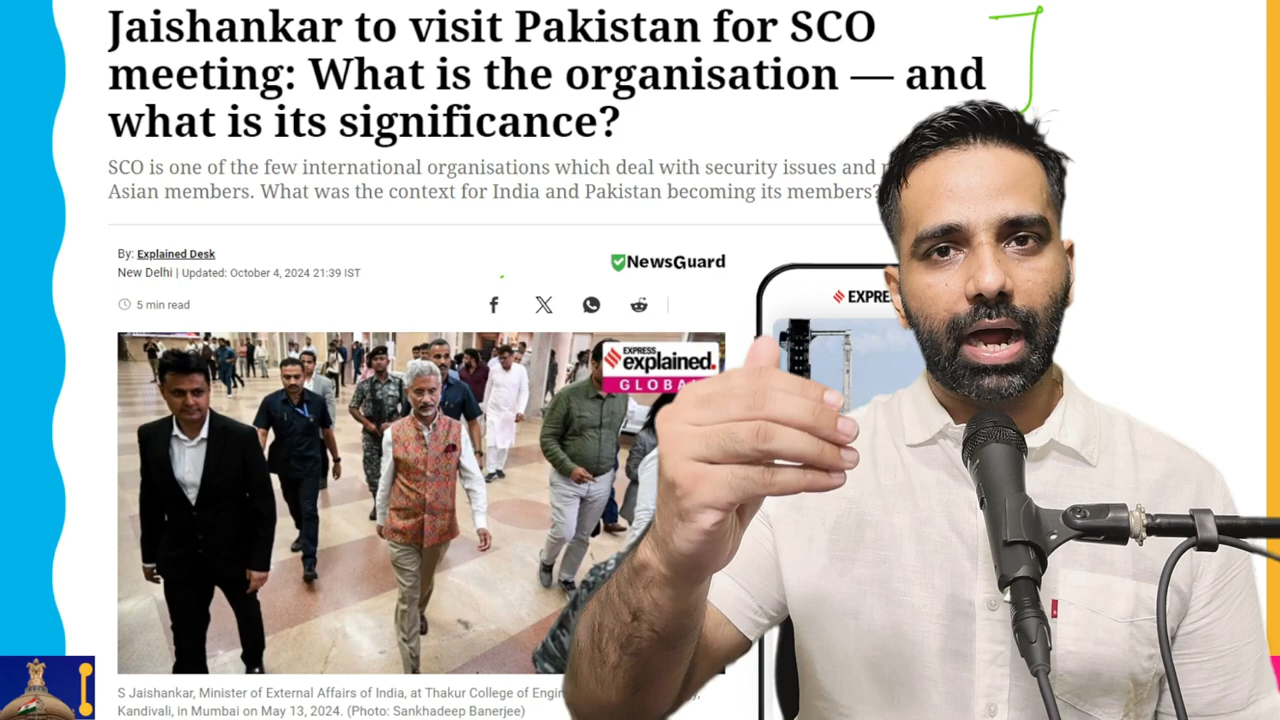 Jaishankar to visit Pakistan for SCO
meeting: What is the organisation — and
what is its significance?
SCO is one of the few international organisations which deal with security issues and
Asian members. What was the context for India and Pakistan becoming its members?
By: Explained Desk
New Delhi | Updated: October 4, 2024 21:39 IST
NewsGuard
5 min read
EXPRESS
explained.
GLOBAL
S Jaishankar, Minister of External Affairs of India, at Thakur College of
Kandivali, in Mumbai on May 13, 2024. (Photo: Sankhadeep Banerjee)